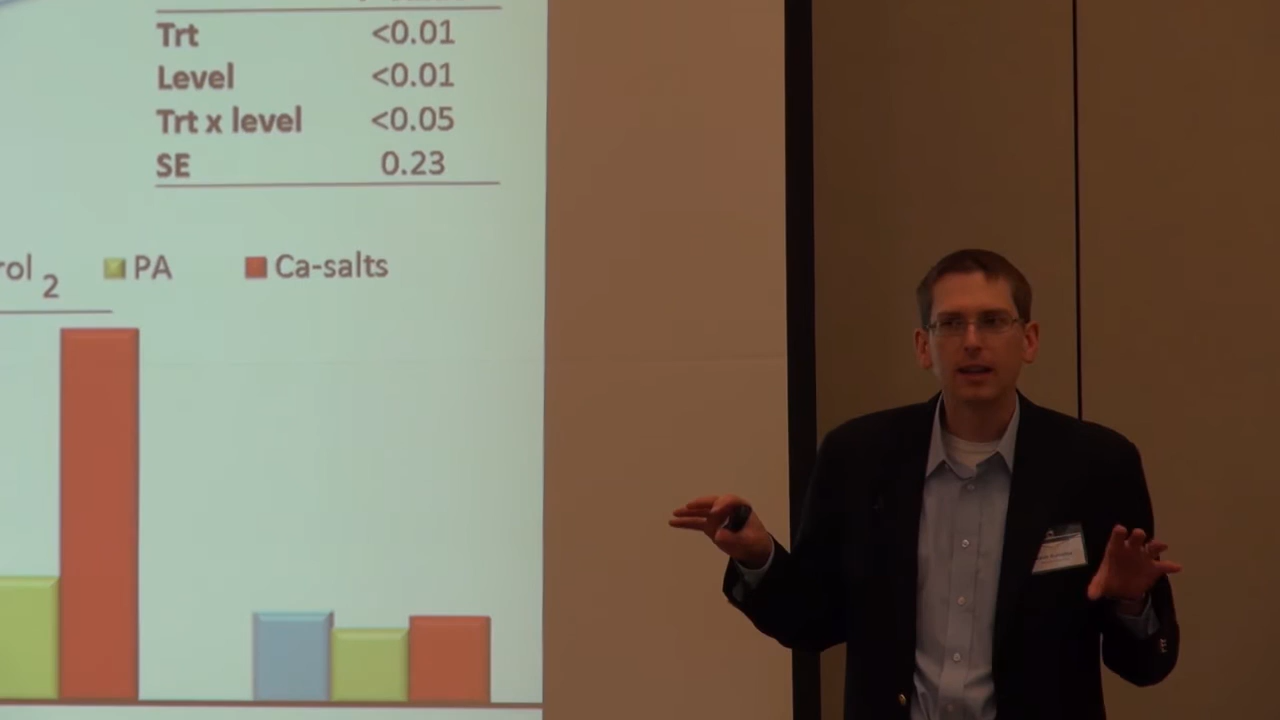 Trt <0.01
Level <0.01
Trt x level <0.05
SE 0.23
rol 2 PA Ca-salts